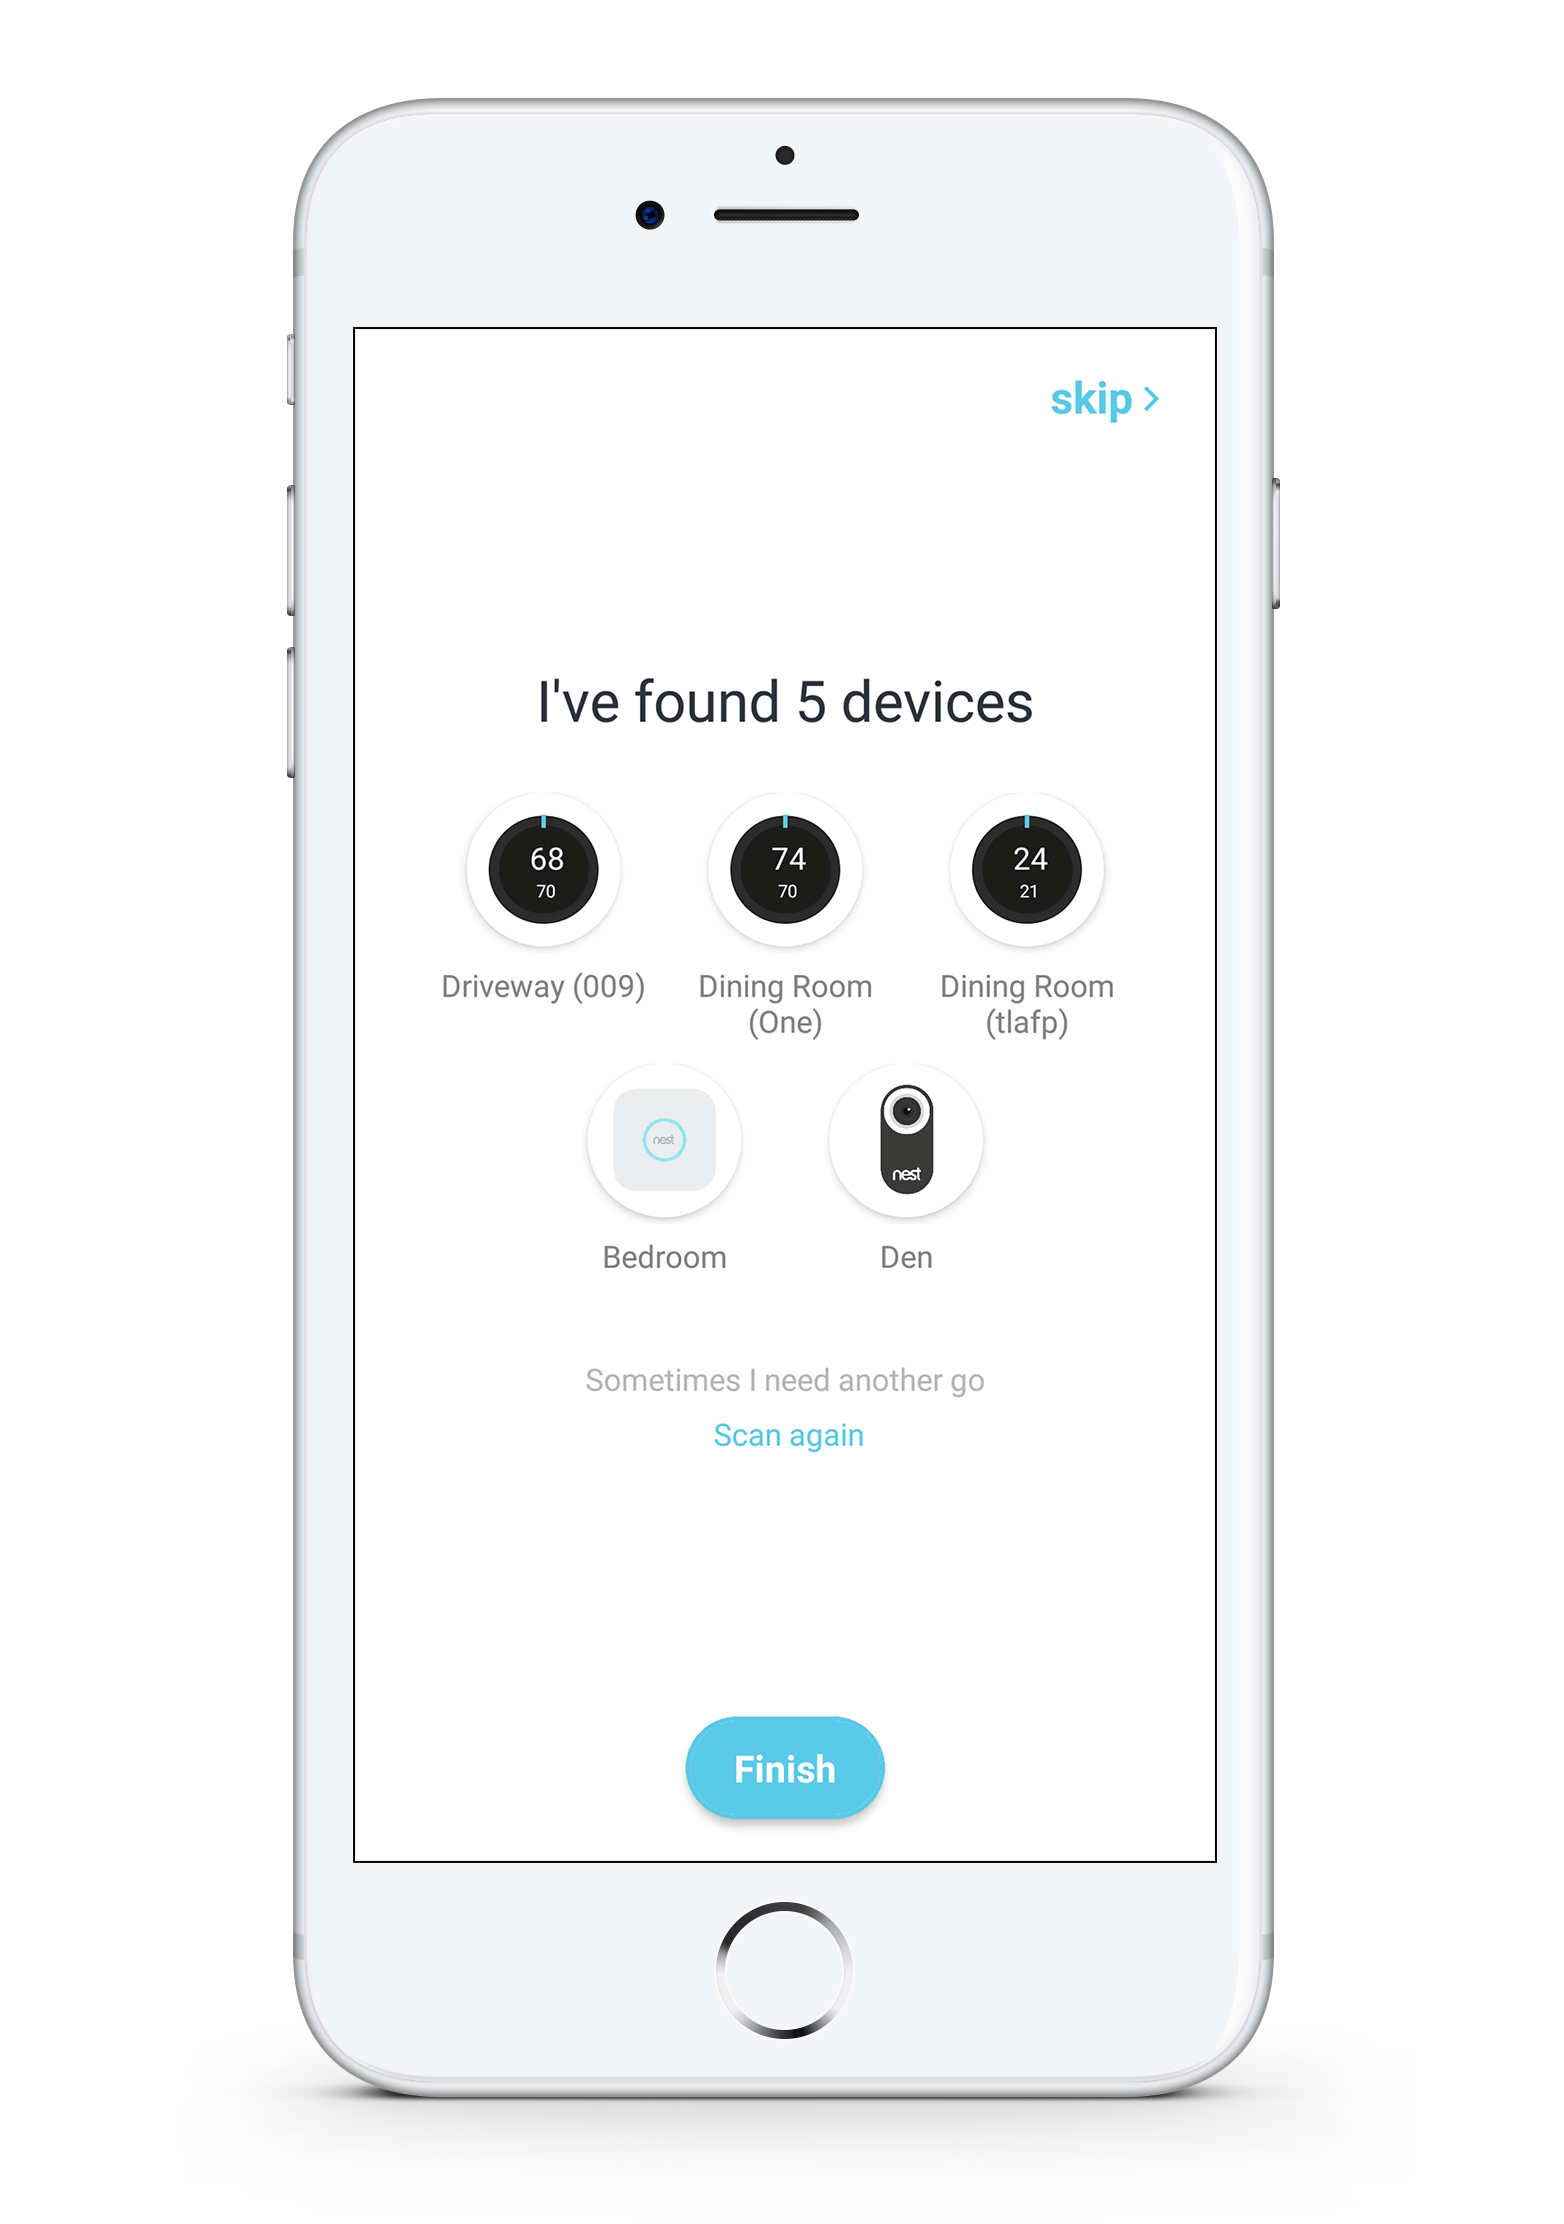 skip
I've found 5 devices
68
70
74
70
24
21
Driveway (009)
Dining Room
(One)
Dining Room
(tlafp)
nest
nest
Bedroom
Den
Sometimes I need another go
Scan again
Finish